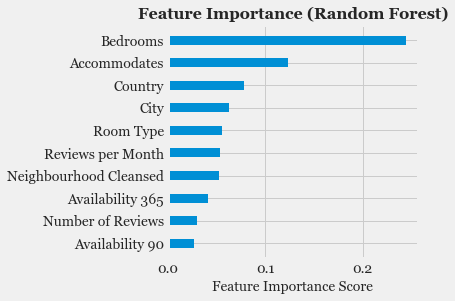 Feature Importance (Random Forest)
Bedrooms
Accommodates
Country
City
Room Type
Reviews per Month
Neighbourhood Cleansed
Availability 365
Number of Reviews
Availability 90
0.0 0.1 0.2
Feature Importance Score